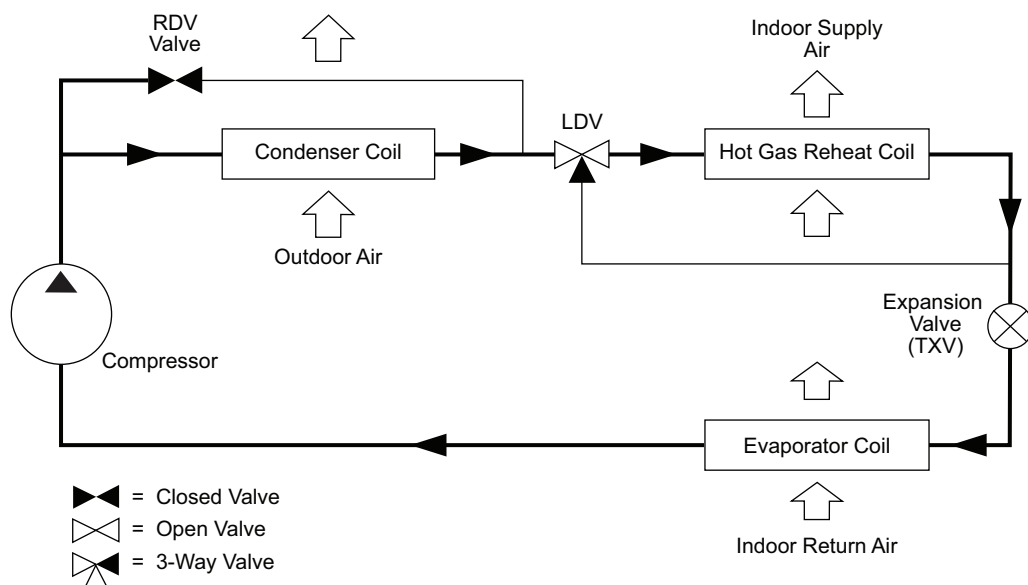 RDV
Valve
Indoor Supply
Air
LDV
Condenser Coil
Hot Gas Reheat Coil
Outdoor Air
Expansion
Valve
(TXV)
Compressor
Evaporator Coil
= Closed Valve
= Open Valve
= 3-Way Valve
Indoor Return Air